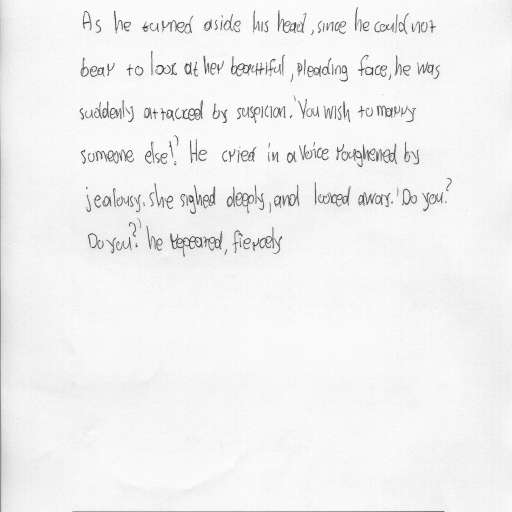 As he turned aside his head, since he could not
bear to look at her beautiful, pleading face, he was
suddenly attacked by suspicion. 'You wish to marry
someone else!? He cried in a voice roughened by
jealousy. She sighed deeply, and looked away. 'Do you?
Do you?' he repeated, fiercely